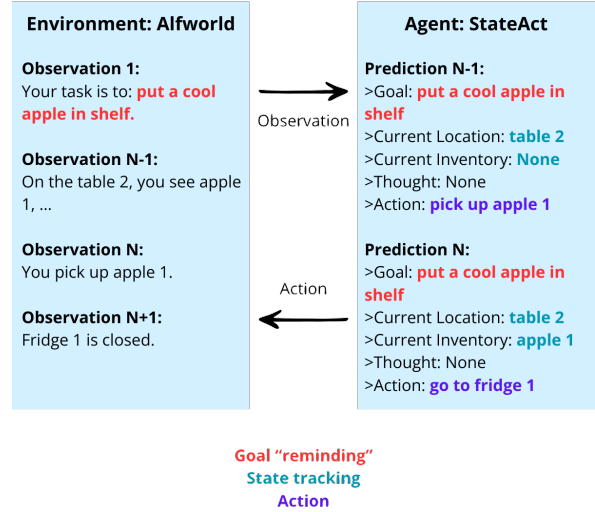 Environment: Alfworld
Observation 1:
Your task is to: put a cool
apple in shelf.
Observation N-1:
On the table 2, you see apple
1, ...
Observation N:
You pick up apple 1.
Observation N+1:
Fridge 1 is closed.
Observation
Action
Agent: StateAct
Prediction N-1:
>Goal: put a cool apple in
shelf
>Current Location: table 2
>Current Inventory: None
>Thought: None
>Action: pick up apple 1
Prediction N:
>Goal: put a cool apple in
shelf
>Current Location: table 2
>Current Inventory: apple 1
>Thought: None
>Action: go to fridge 1
Goal “reminding”
State tracking
Action